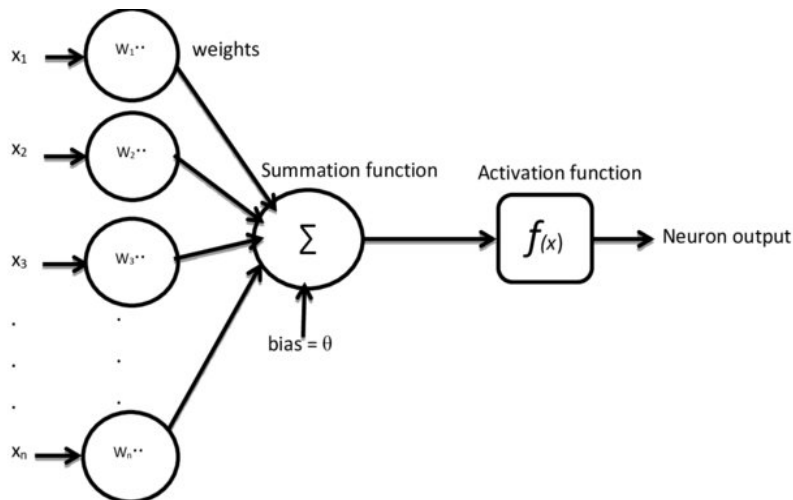 x₁
W₁··
weights
x₂
W₂··
Summation function
Activation function
x₃
W₃··
∑
f(x)
Neuron output
bias = θ
xₙ
Wₙ··